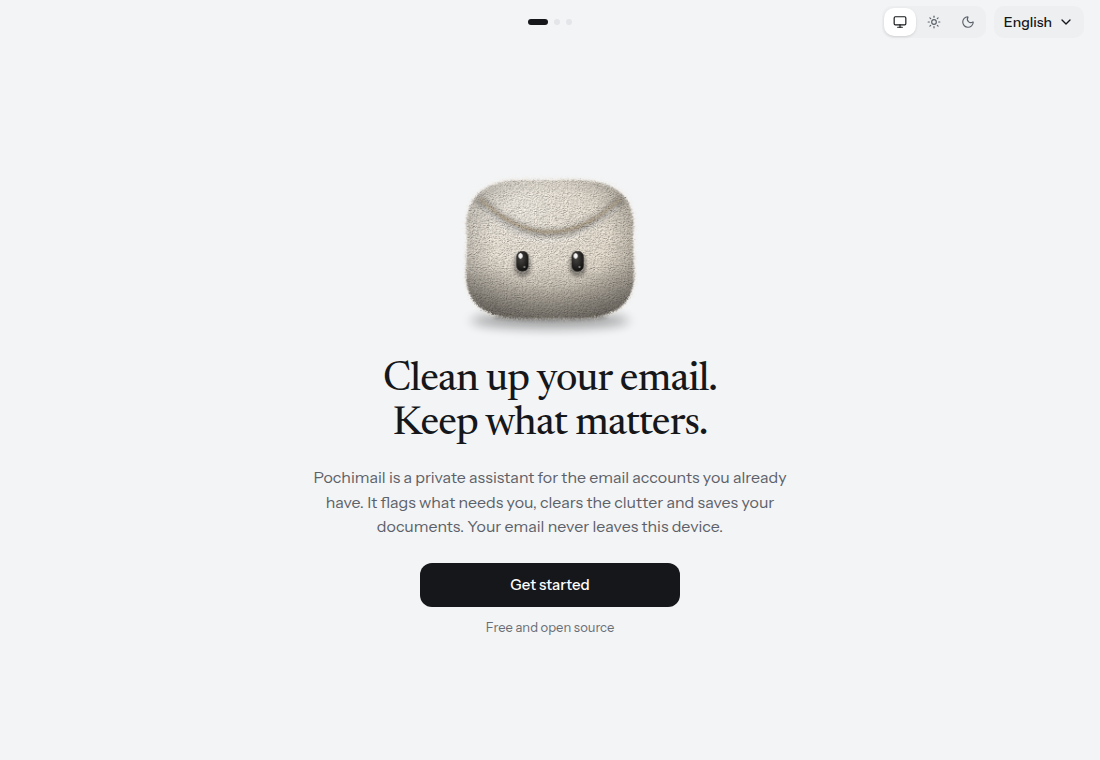 English
Clean up your email.
Keep what matters.
Pochimail is a private assistant for the email accounts you already
have. It flags what needs you, clears the clutter and saves your
documents. Your email never leaves this device.
Get started
Free and open source